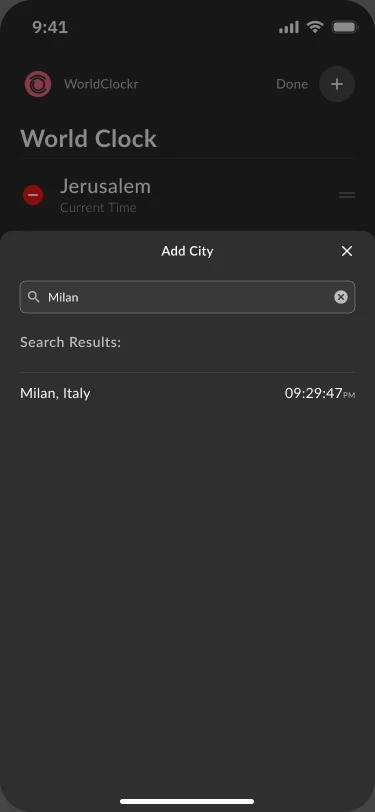 9:41
WorldClockr
Done
World Clock
Jerusalem
Current Time
Add City
Milan
Search Results:
Milan, Italy 09:29:47PM